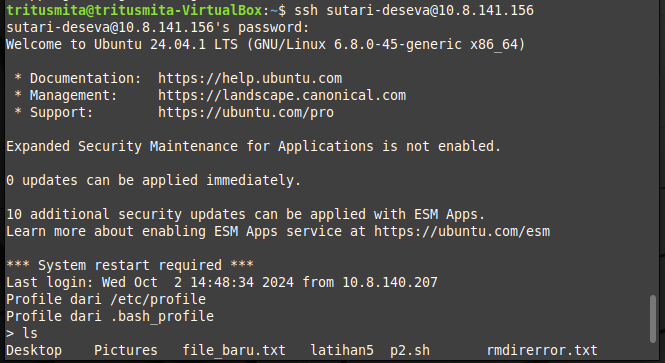 tritusmita@tritusmita-VirtualBox:~$ ssh sutari-deseva@10.8.141.156
sutari-deseva@10.8.141.156's password:
Welcome to Ubuntu 24.04.1 LTS (GNU/Linux 6.8.0-45-generic x86_64)
 * Documentation:  https://help.ubuntu.com
 * Management:     https://landscape.canonical.com
 * Support:        https://ubuntu.com/pro
Expanded Security Maintenance for Applications is not enabled.
0 updates can be applied immediately.
10 additional security updates can be applied with ESM Apps.
Learn more about enabling ESM Apps service at https://ubuntu.com/esm
*** System restart required ***
Last login: Wed Oct  2 14:48:34 2024 from 10.8.140.207
Profile dari /etc/profile
Profile dari .bash_profile
> ls
Desktop    Pictures   file_baru.txt   latihan5  p2.sh       rmdirerror.txt